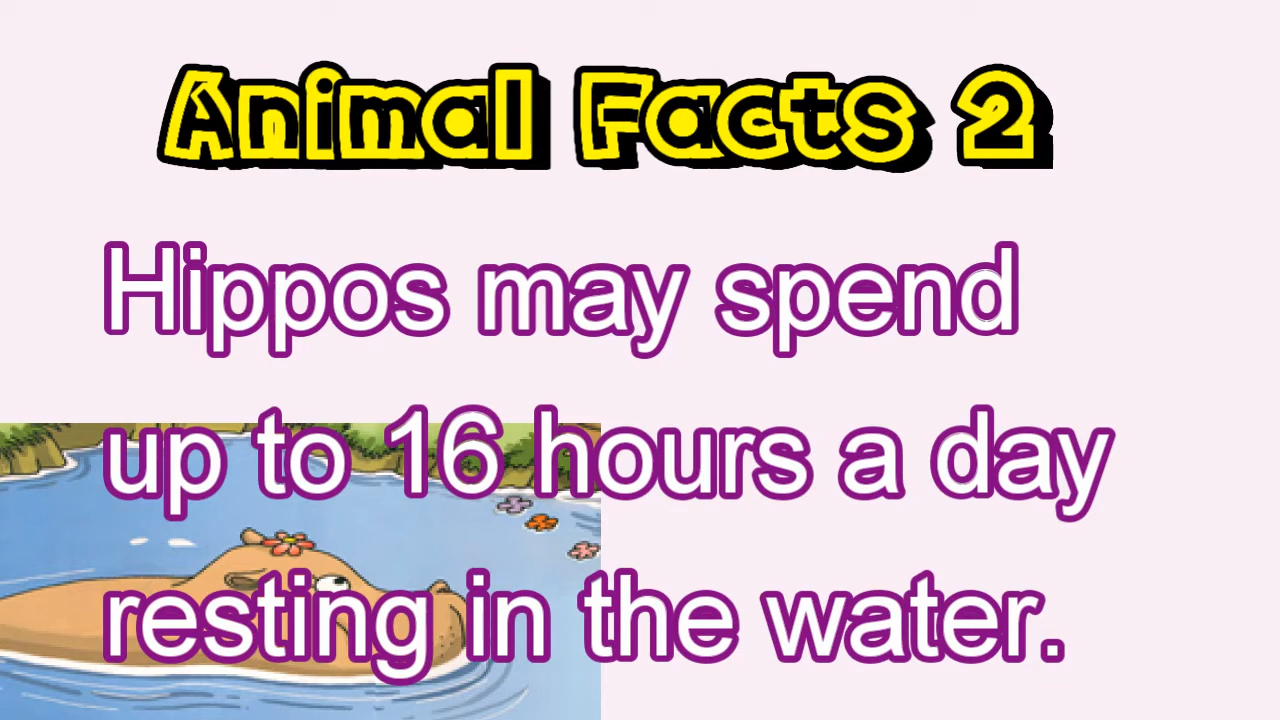 Animal Facts 2
Hippos may spend
up to 16 hours a day
resting in the water.